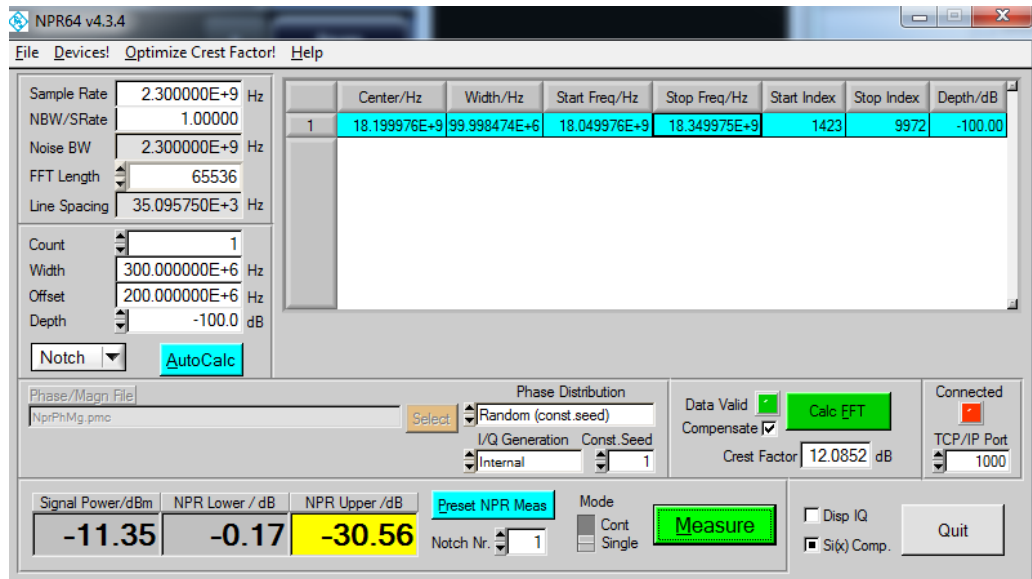 NPR64 v4.3.4
File Devices! Optimize Crest Factor! Help
Sample Rate 2.300000E+9 Hz
NBW/SRate 1.00000
Noise BW 2.300000E+9 Hz
FFT Length 65536
Line Spacing 35.095750E+3 Hz
Center/Hz Width/Hz Start Freq/Hz Stop Freq/Hz Start Index Stop Index Depth/dB
1 18.199976E+9 99.998474E+6 18.049976E+9 18.349975E+9 1423 9972 -100.00
Count 1
Width 300.000000E+6 Hz
Offset 200.000000E+6 Hz
Depth -100.0 dB
Notch AutoCalc
Phase/Magn File
NprPhMg.pmc Select
Phase Distribution
Random (const.seed)
I/Q Generation Const.Seed
Internal 1
Data Valid Calc FFT
Compensate
Crest Factor 12.0852 dB
Connected
TCP/IP Port
1000
Signal Power/dBm NPR Lower / dB NPR Upper /dB
-11.35 -0.17 -30.56
Preset NPR Meas
Notch Nr. 1
Mode
Cont
Single
Measure
Disp IQ
Si(x) Comp.
Quit